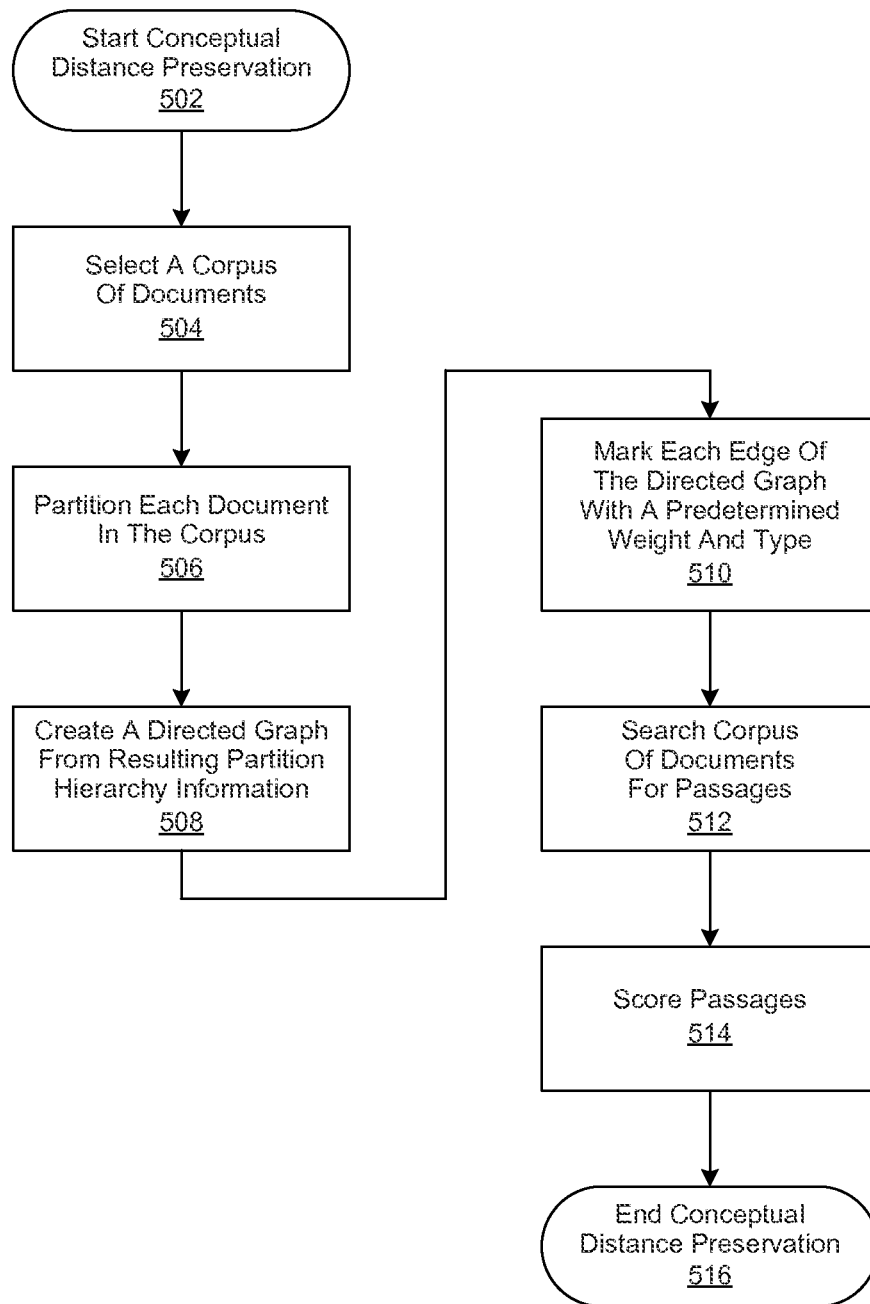 Start Conceptual
Distance Preservation
502
Select A Corpus
Of Documents
504
Partition Each Document
In The Corpus
506
Create A Directed Graph
From Resulting Partition
Hierarchy Information
508
Mark Each Edge Of
The Directed Graph
With A Predetermined
Weight And Type
510
Search Corpus
Of Documents
For Passages
512
Score Passages
514
End Conceptual
Distance Preservation
516